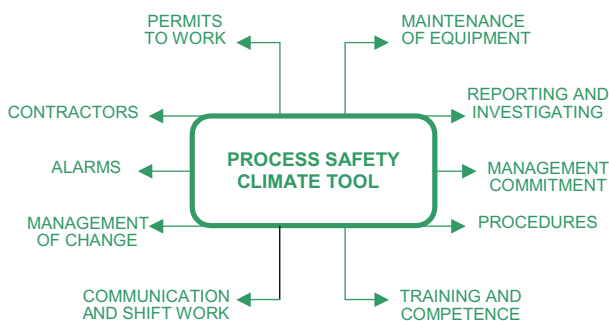 PERMITS
TO WORK
MAINTENANCE
OF EQUIPMENT
CONTRACTORS
REPORTING AND
INVESTIGATING
ALARMS
PROCESS SAFETY
CLIMATE TOOL
MANAGEMENT
COMMITMENT
MANAGEMENT
OF CHANGE
PROCEDURES
COMMUNICATION
AND SHIFT WORK
TRAINING AND
COMPETENCE